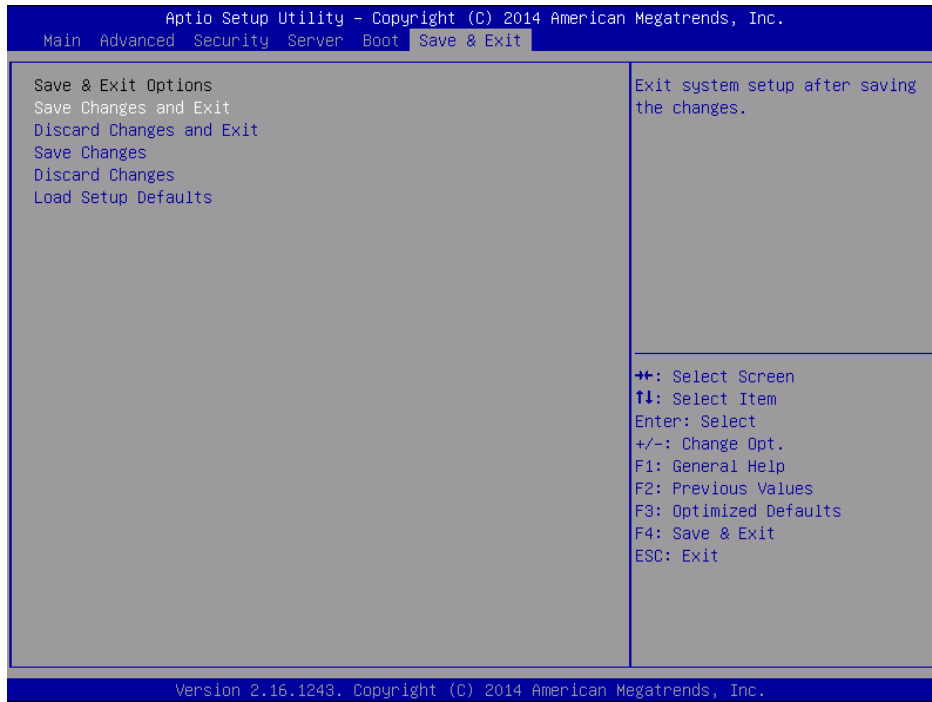 Aptio Setup Utility – Copyright (C) 2014 American Megatrends, Inc.
Main Advanced Security Server Boot Save & Exit
Save & Exit Options
Save Changes and Exit
Discard Changes and Exit
Save Changes
Discard Changes
Load Setup Defaults
Exit system setup after saving
the changes.
→←: Select Screen
↑↓: Select Item
Enter: Select
+/-: Change Opt.
F1: General Help
F2: Previous Values
F3: Optimized Defaults
F4: Save & Exit
ESC: Exit
Version 2.16.1243. Copyright (C) 2014 American Megatrends, Inc.